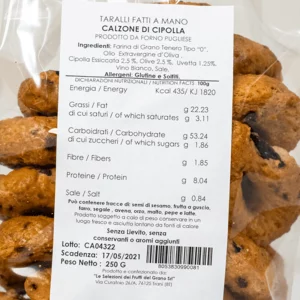 TARALLI FATTI A MANO
CALZONE DI CIPOLLA
PRODOTTO DA FORNO PUGLIESE
Ingredienti: Farina di Grano Tenero Tipo "0",
Olio Extravergine d'Oliva,
Cipolla Essiccata 2.5 %, Olive 2.5 %, Uvetta 1.25%,
Vino Bianco, Sale.
Allergeni: Glutine e Solfiti.
DICHIARAZIONI NUTRIZIONALI / NUTRITION FACTS 100g
Energia / Energy Kcal 435/ KJ 1820
Grassi / Fat g 22.23
di cui saturi / of which saturates g 3.11
Carboidrati / Carbohydrate g 53.24
di cui zuccheri / of which sugars g 1.86
Fibre / Fibers g 1.85
Proteine / Protein g 8.04
Sale / Salt g 0.84
Può contenere tracce di: semi di sesamo, frutta a guscio,
farro, segale, avena, orzo, malto, pepe e latte.
Prodotto soggetto a calo di peso conservare in un
luogo fresco e asciutto lontano da fonti di calore
Senza Lievito, senza
conservanti o aromi aggiunti
Lotto: CA04322
Scadenza: 17/05/2021
Peso Netto : 250 G
Prodotto e confezionato da:
"Le Selezioni dei Frutti del Grano Srl"